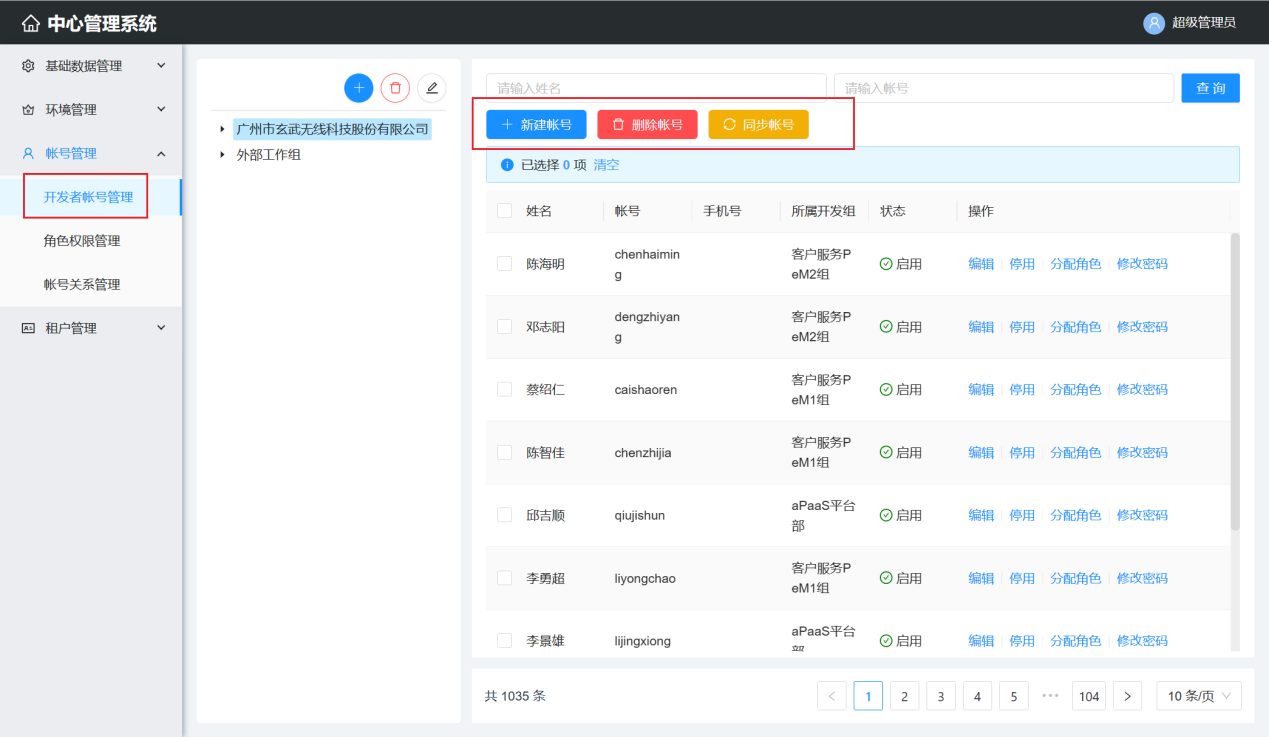 中心管理系统
超级管理员
基础数据管理
环境管理
帐号管理
开发者帐号管理
角色权限管理
帐号关系管理
租户管理
广州市玄武无线科技股份有限公司
外部工作组
请输入姓名 请输入帐号 查 询
新建帐号 删除帐号 同步帐号
已选择 0 项 清空
姓名 帐号 手机号 所属开发组 状态 操作
陈海明 chenhaiming 客户服务PeM2组 启用 编辑 停用 分配角色 修改密码
邓志阳 dengzhiyang 客户服务PeM2组 启用 编辑 停用 分配角色 修改密码
蔡绍仁 caishaoren 客户服务PeM1组 启用 编辑 停用 分配角色 修改密码
陈智佳 chenzhijia 客户服务PeM1组 启用 编辑 停用 分配角色 修改密码
邱吉顺 qiujishun aPaaS平台部 启用 编辑 停用 分配角色 修改密码
李勇超 liyongchao 客户服务PeM1组 启用 编辑 停用 分配角色 修改密码
李景雄 lijingxiong aPaaS平台 启用 编辑 停用 分配角色 修改密码
共 1035 条 < 1 2 3 4 5 ••• 104 > 10 条/页